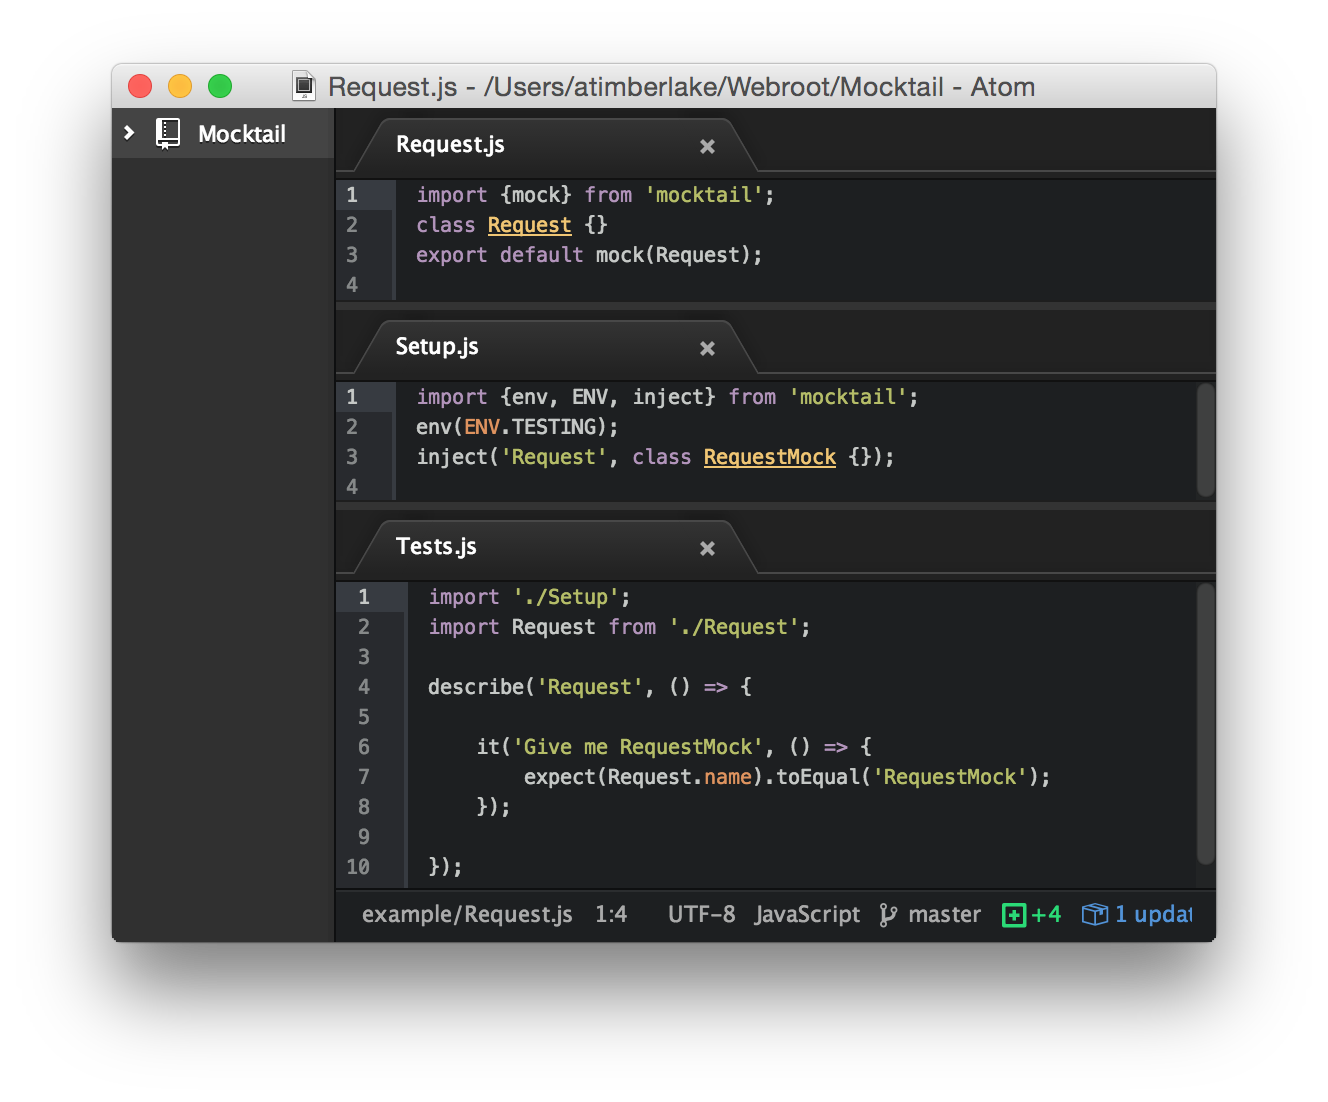 Request.js - /Users/atimberlake/Webroot/Mocktail - Atom
Mocktail
Request.js
1 import {mock} from 'mocktail';
2 class Request {}
3 export default mock(Request);
4
Setup.js
1 import {env, ENV, inject} from 'mocktail';
2 env(ENV.TESTING);
3 inject('Request', class RequestMock {});
4
Tests.js
1 import './Setup';
2 import Request from './Request';
3
4 describe('Request', () => {
5
6 it('Give me RequestMock', () => {
7 expect(Request.name).toEqual('RequestMock');
8 });
9
10 });
example/Request.js 1:4 UTF-8 JavaScript master +4 1 updat